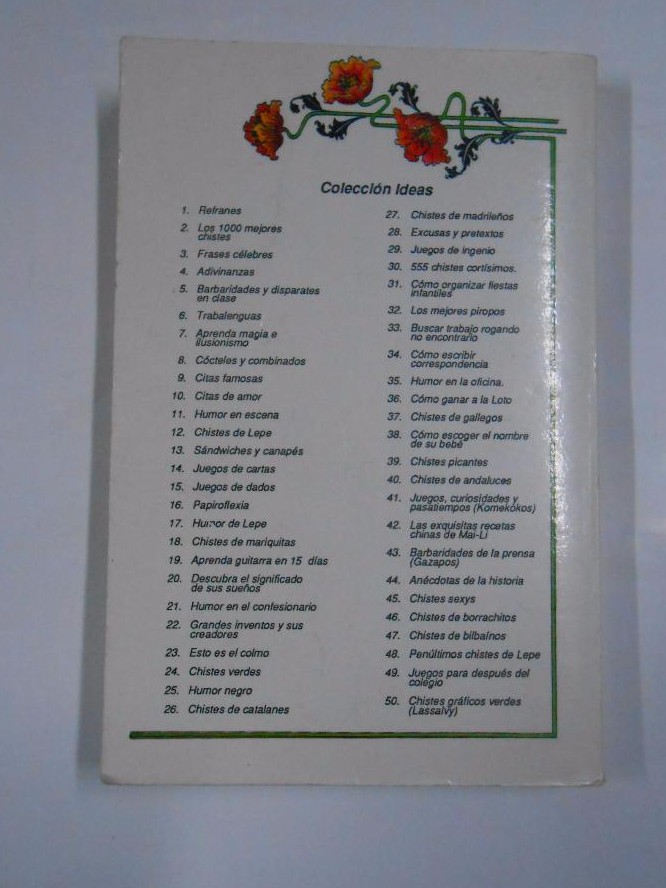 Colección Ideas
1. Refranes
2. Los 1000 mejores
chistes
3. Frases célebres
4. Adivinanzas
5. Barbaridades y disparates
en clase
6. Trabalenguas
7. Aprenda magia e
ilusionismo
8. Cócteles y combinados
9. Citas famosas
10. Citas de amor
11. Humor en escena
12. Chistes de Lepe
13. Sándwiches y canapés
14. Juegos de cartas
15. Juegos de dados
16. Papiroflexia
17. Humor de Lepe
18. Chistes de mariquitas
19. Aprenda guitarra en 15 días
20. Descubra el significado
de sus sueños
21. Humor en el confesionario
22. Grandes inventos y sus
creadores
23. Esto es el colmo
24. Chistes verdes
25. Humor negro
26. Chistes de catalanes
27. Chistes de madrileños
28. Excusas y pretextos
29. Juegos de ingenio
30. 555 chistes cortísimos.
31. Cómo organizar fiestas
infantiles
32. Los mejores piropos
33. Buscar trabajo rogando
no encontrarlo
34. Cómo escribir
correspondencia
35. Humor en la oficina.
36. Cómo ganar a la Loto
37. Chistes de gallegos
38. Cómo escoger el nombre
de su bebé
39. Chistes picantes
40. Chistes de andaluces
41. Juegos, curiosidades y
pasatiempos (Komekokos)
42. Las exquisitas recetas
chinas de Mai-Li
43. Barbaridades de la prensa
(Gazapos)
44. Anécdotas de la historia
45. Chistes sexys
46. Chistes de borrachitos
47. Chistes de bilbaínos
48. Penúltimos chistes de Lepe
49. Juegos para después del
colegio
50. Chistes gráficos verdes
(Lassalvy)